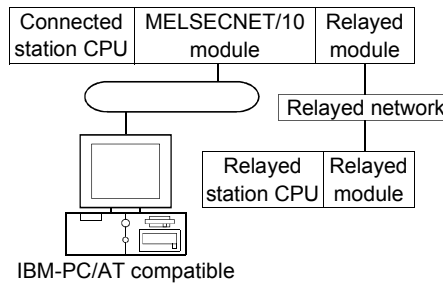 Connected
station CPU
MELSECNET/10
module
Relayed
module
Relayed network
Relayed
station CPU
Relayed
module
IBM-PC/AT compatible